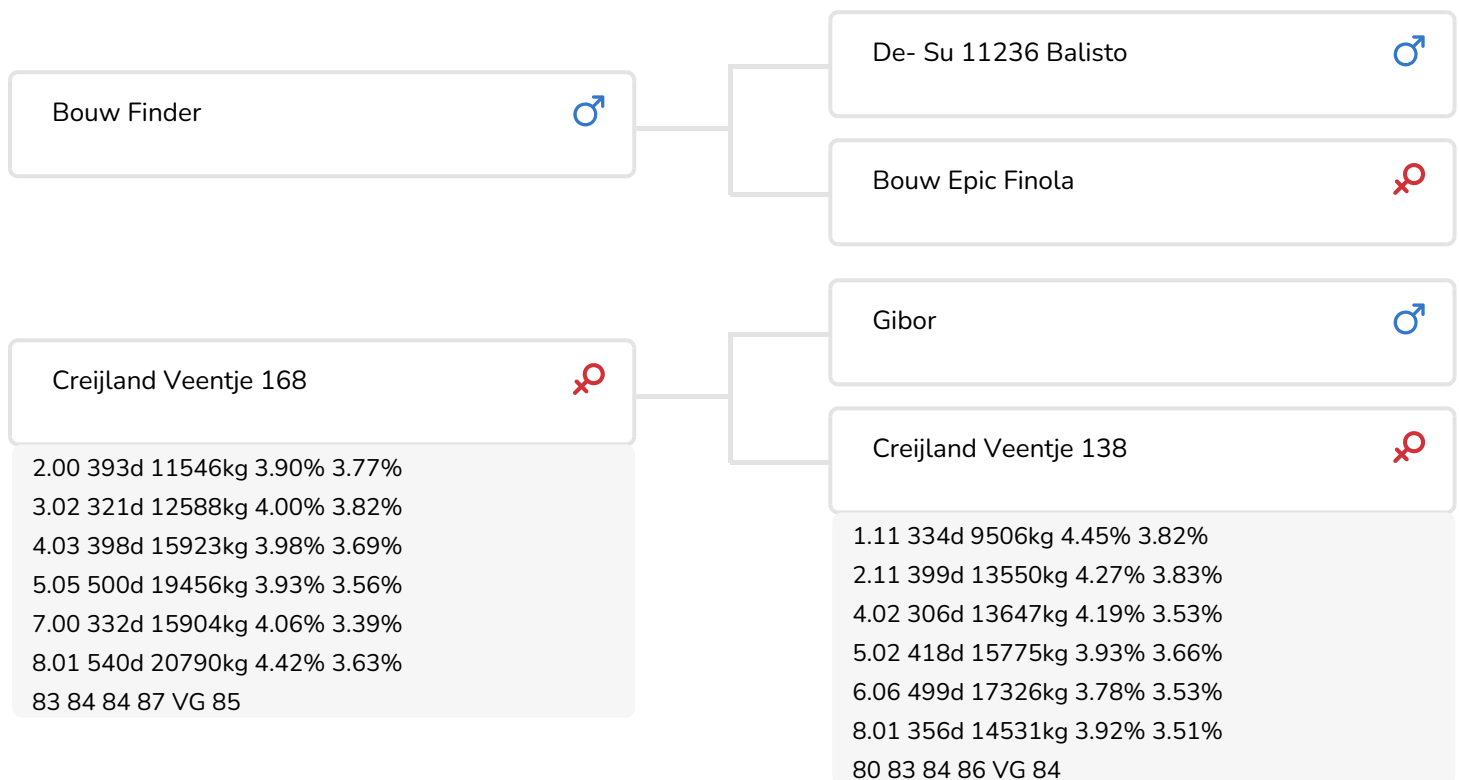 Bouw Finder
De- Su 11236 Balisto
Bouw Epic Finola
Creijland Veentje 168
2.00 393d 11546kg 3.90% 3.77%
3.02 321d 12588kg 4.00% 3.82%
4.03 398d 15923kg 3.98% 3.69%
5.05 500d 19456kg 3.93% 3.56%
7.00 332d 15904kg 4.06% 3.39%
8.01 540d 20790kg 4.42% 3.63%
83 84 84 87 VG 85
Gibor
Creijland Veentje 138
1.11 334d 9506kg 4.45% 3.82%
2.11 399d 13550kg 4.27% 3.83%
4.02 306d 13647kg 4.19% 3.53%
5.02 418d 15775kg 3.93% 3.66%
6.06 499d 17326kg 3.78% 3.53%
8.01 356d 14531kg 3.92% 3.51%
80 83 84 86 VG 84